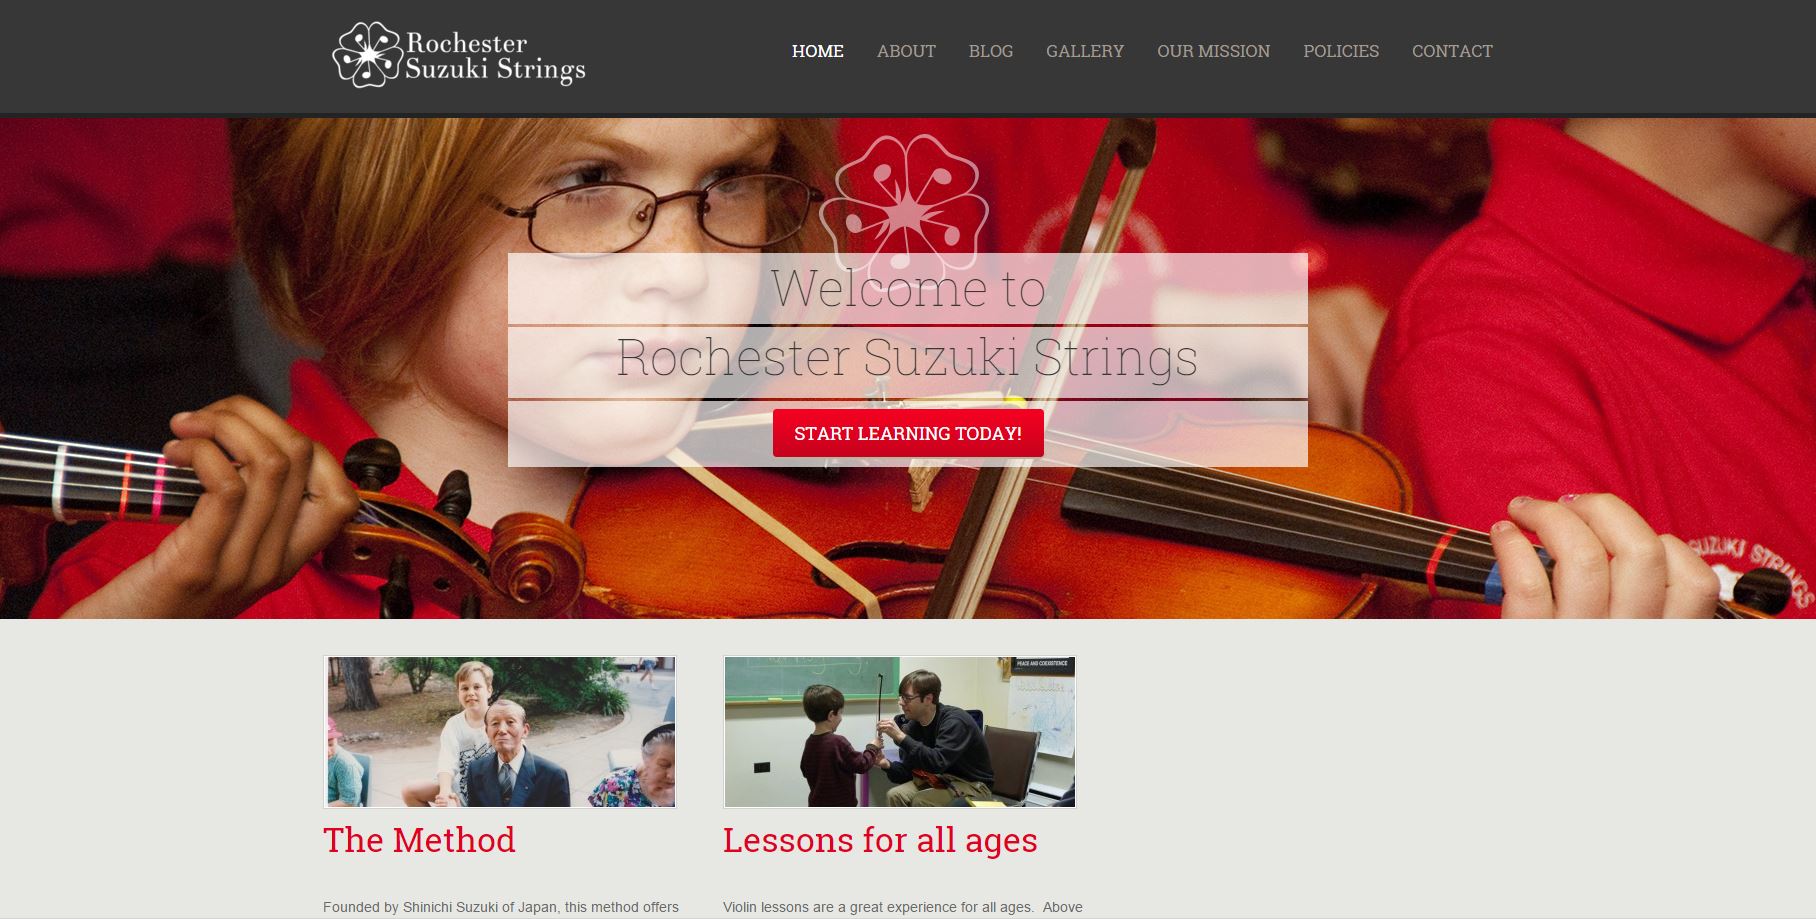 Rochester
Suzuki Strings
HOME ABOUT BLOG GALLERY OUR MISSION POLICIES CONTACT
Welcome to
Rochester Suzuki Strings
START LEARNING TODAY!
SUZUKI STRINGS
PEACE AND COEXISTENCE
The Method
Lessons for all ages
Founded by Shinichi Suzuki of Japan, this method offers
Violin lessons are a great experience for all ages. Above